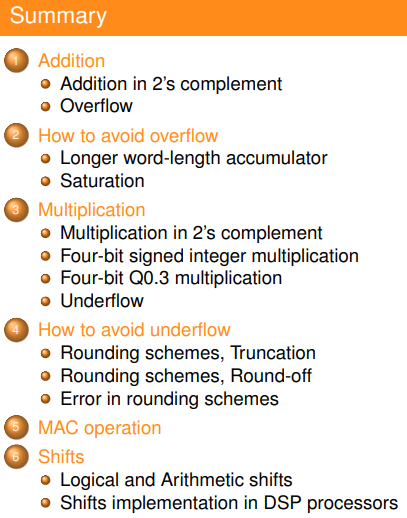 Summary
1 Addition
Addition in 2's complement
Overflow
2 How to avoid overflow
Longer word-length accumulator
Saturation
3 Multiplication
Multiplication in 2's complement
Four-bit signed integer multiplication
Four-bit Q0.3 multiplication
Underflow
4 How to avoid underflow
Rounding schemes, Truncation
Rounding schemes, Round-off
Error in rounding schemes
5 MAC operation
6 Shifts
Logical and Arithmetic shifts
Shifts implementation in DSP processors